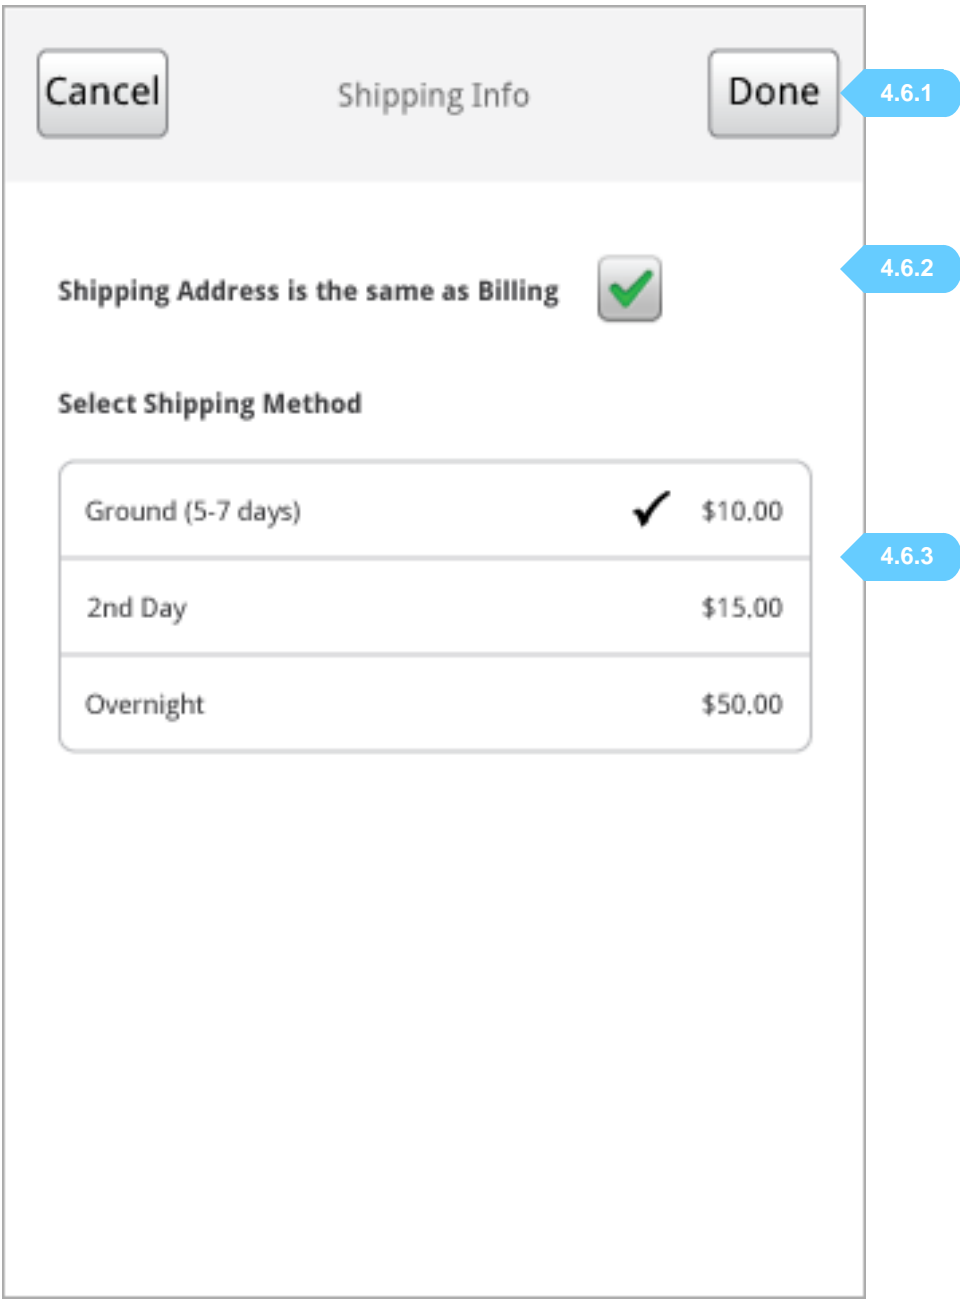 Cancel Shipping Info Done 4.6.1
4.6.2
Shipping Address is the same as Billing
Select Shipping Method
Ground (5-7 days) $10.00
4.6.3
2nd Day $15.00
Overnight $50.00